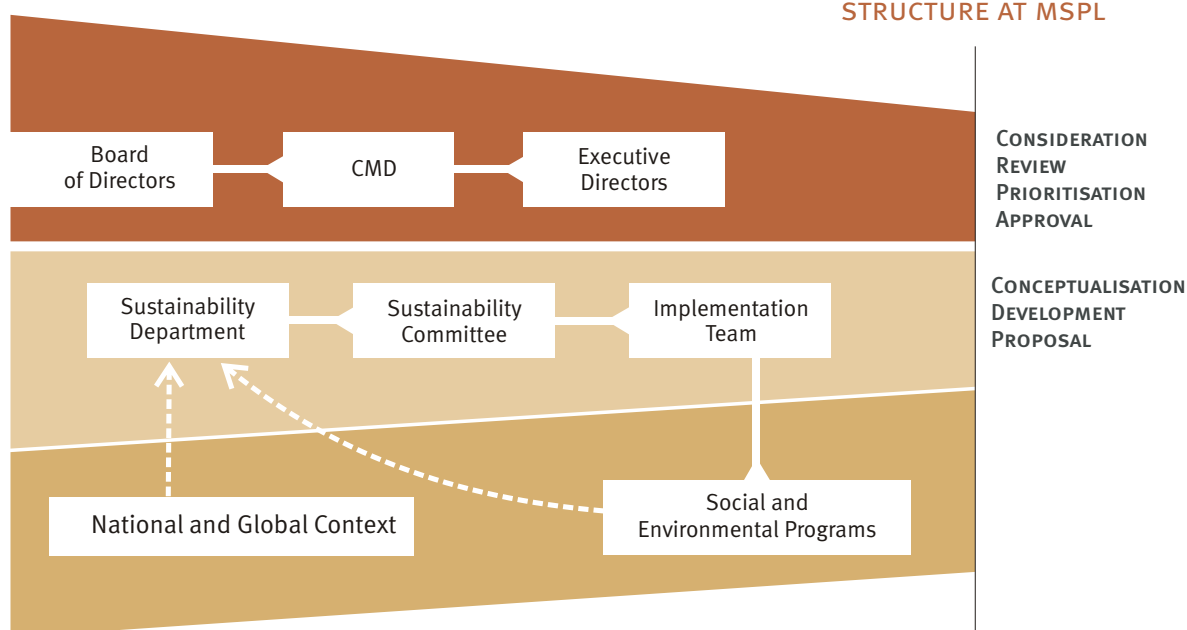 STRUCTURE AT MSPL
Board
of Directors
CMD
Executive
Directors
CONSIDERATION
REVIEW
PRIORITISATION
APPROVAL
Sustainability
Department
Sustainability
Committee
Implementation
Team
CONCEPTUALISATION
DEVELOPMENT
PROPOSAL
National and Global Context
Social and
Environmental Programs